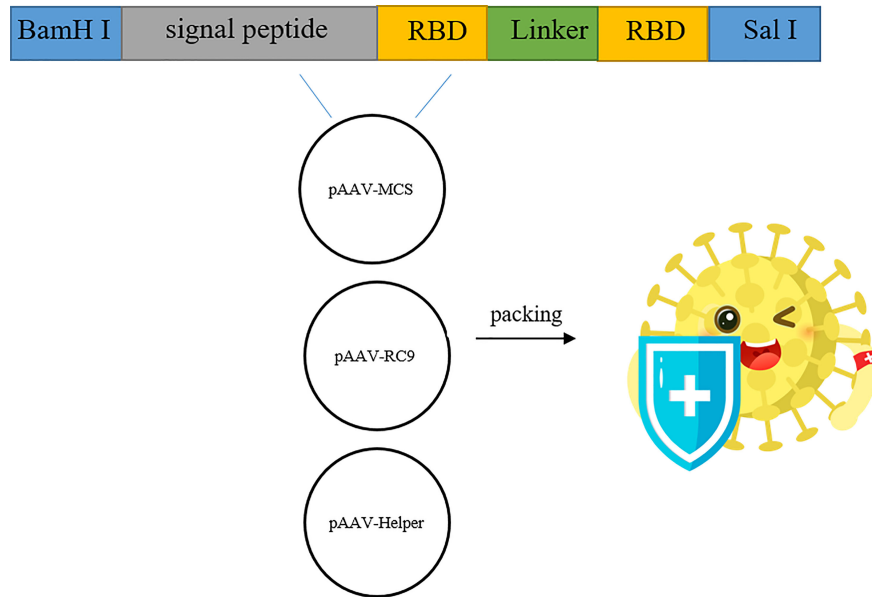 BamH I signal peptide RBD Linker RBD Sal I
pAAV-MCS
packing
pAAV-RC9
pAAV-Helper